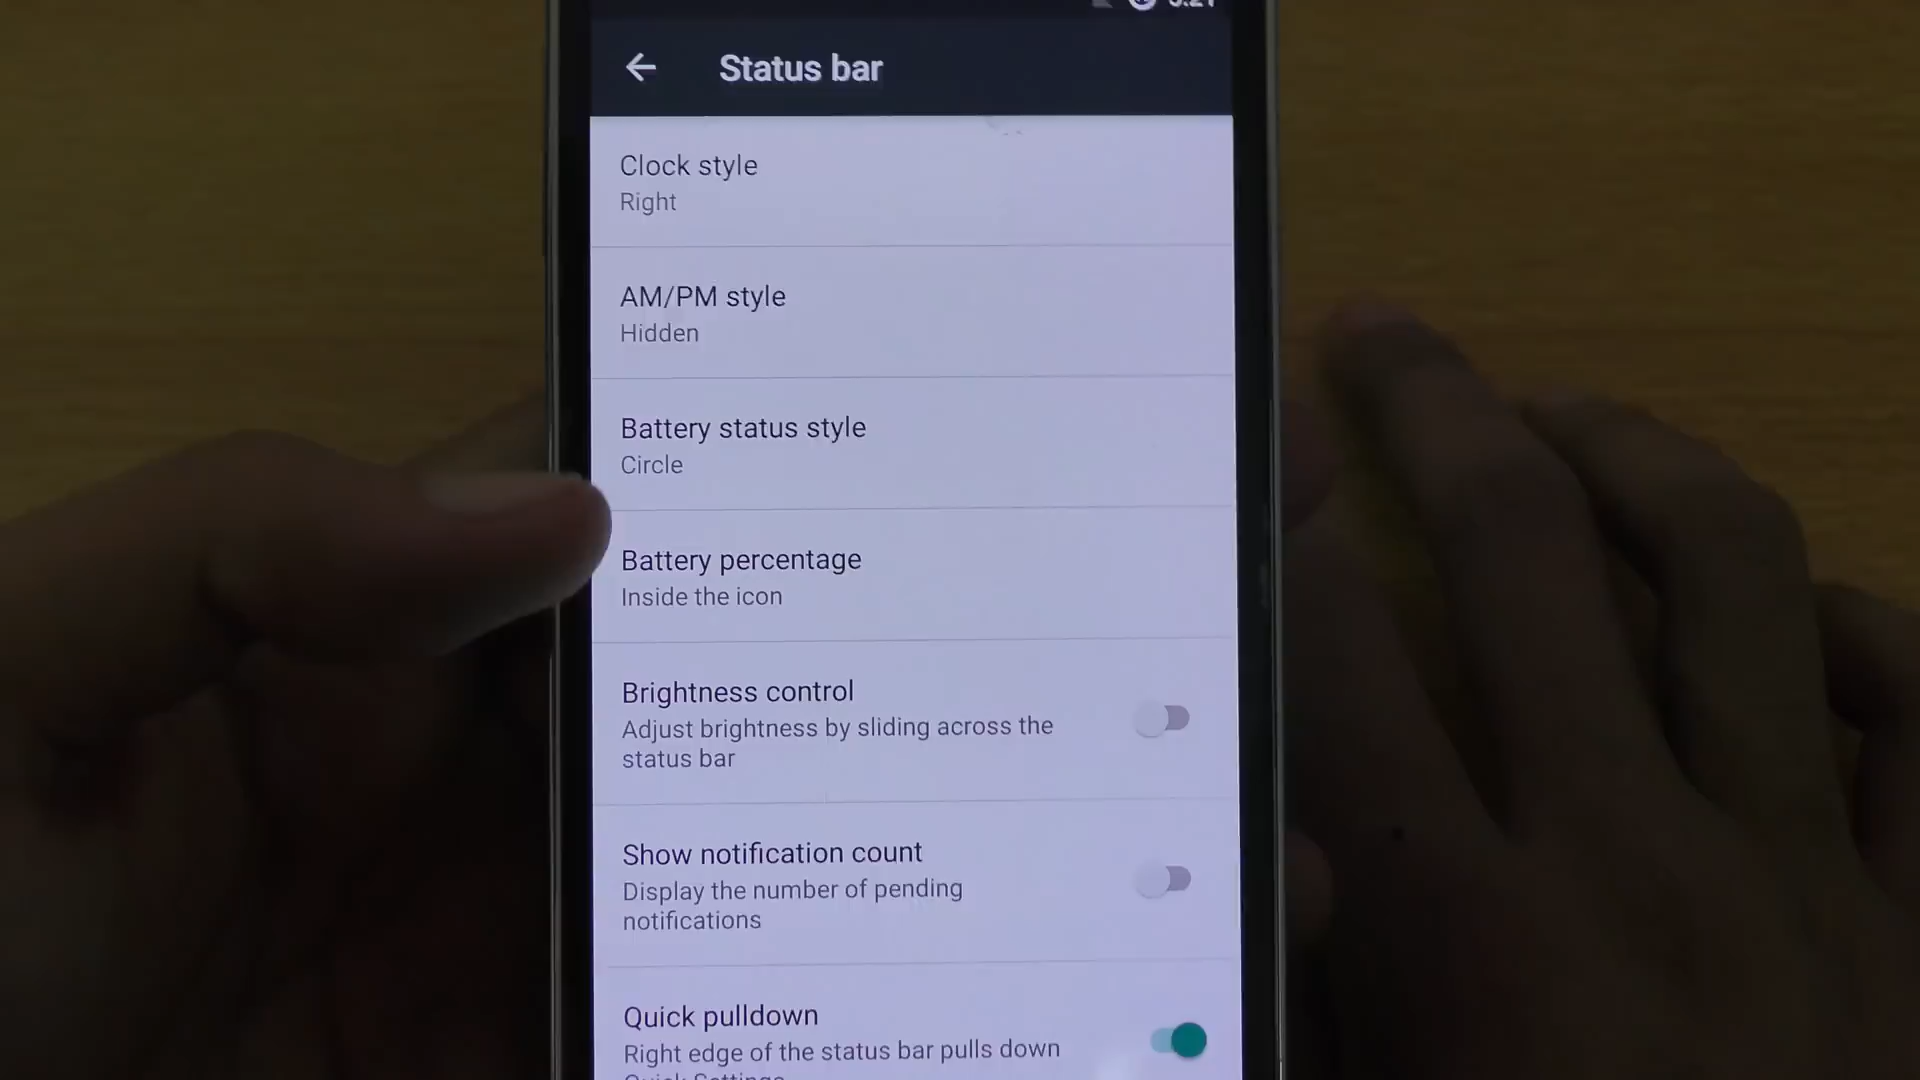 Status bar
Clock style
Right
AM/PM style
Hidden
Battery status style
Circle
Battery percentage
Inside the icon
Brightness control
Adjust brightness by sliding across the
status bar
Show notification count
Display the number of pending
notifications
Quick pulldown
Right edge of the status bar pulls down